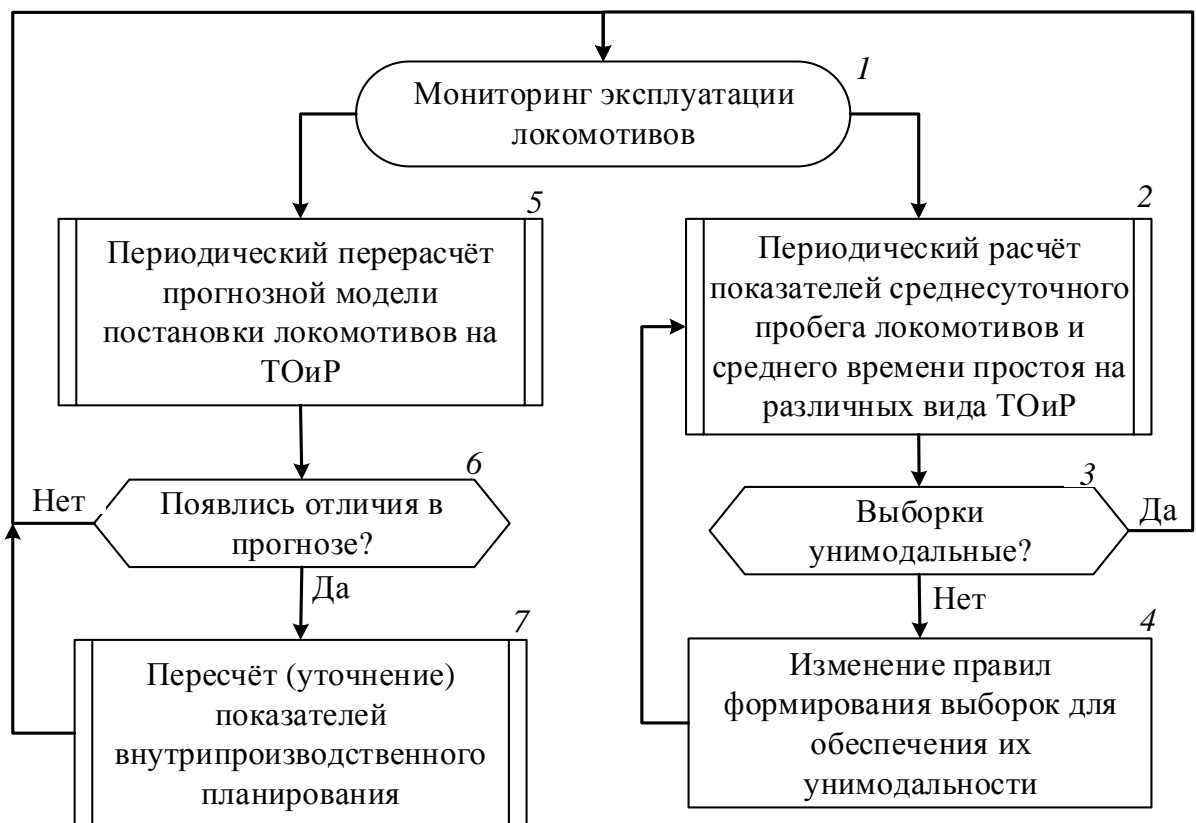 1
Мониторинг эксплуатации
локомотивов
5
Периодический перерасчёт
прогнозной модели
постановки локомотивов на
ТОиР
2
Периодический расчёт
показателей среднесуточного
пробега локомотивов и
среднего времени простоя на
различных вида ТОиР
6
Нет
Появлись отличия в
прогнозе?
Да
3
Выборки
унимодальные?
Да
Нет
7
Пересчёт (уточнение)
показателей
внутрипроизводственного
планирования
4
Изменение правил
формирования выборок для
обеспечения их
унимодальности